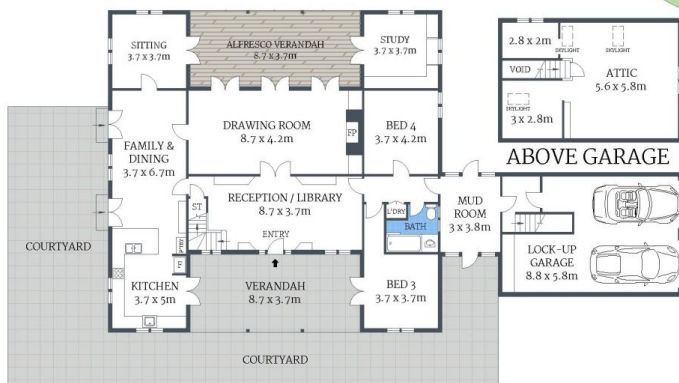 SITTING
3.7 x 3.7m
ALFRESCO VERANDAH
8.7 x 3.7m
STUDY
3.7 x 3.7m
2.8 x 2m
SKYLIGHT
SKYLIGHT
VOID
ATTIC
5.6 x 5.8m
SKYLIGHT
3 x 2.8m
ABOVE GARAGE
FAMILY &
DINING
3.7 x 6.7m
DRAWING ROOM
8.7 x 4.2m
FP
BED 4
3.7 x 4.2m
ST
RECEPTION / LIBRARY
8.7 x 3.7m
ENTRY
L'DRY
BATH
MUD
ROOM
3 x 3.8m
LOCK-UP
GARAGE
8.8 x 5.8m
COURTYARD
P'TRY
F
KITCHEN
3.7 x 5m
VERANDAH
8.7 x 3.7m
BED 3
3.7 x 3.7m
COURTYARD